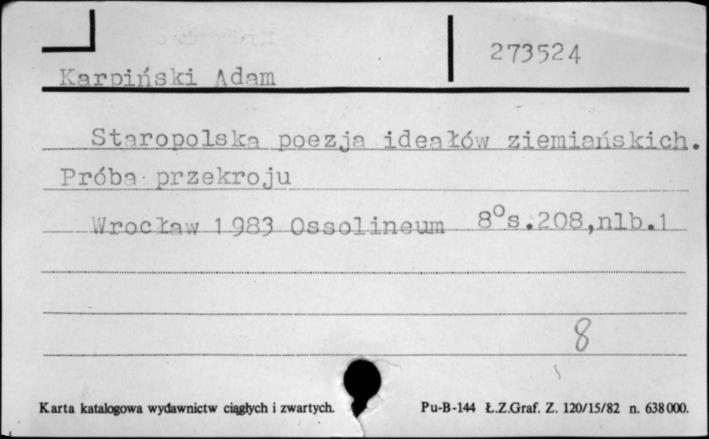 273524
Karpiński Adam
Staropolska poezja ideałów ziemiańskich.
Próba przekroju
Wrocław 1983 Ossolineum 8°s.208,nlb.1
8
Karta katalogowa wydawnictw ciągłych i zwartych. Pu-B-144 Ł.Z.Graf. Z. 120/15/82 n. 638000.